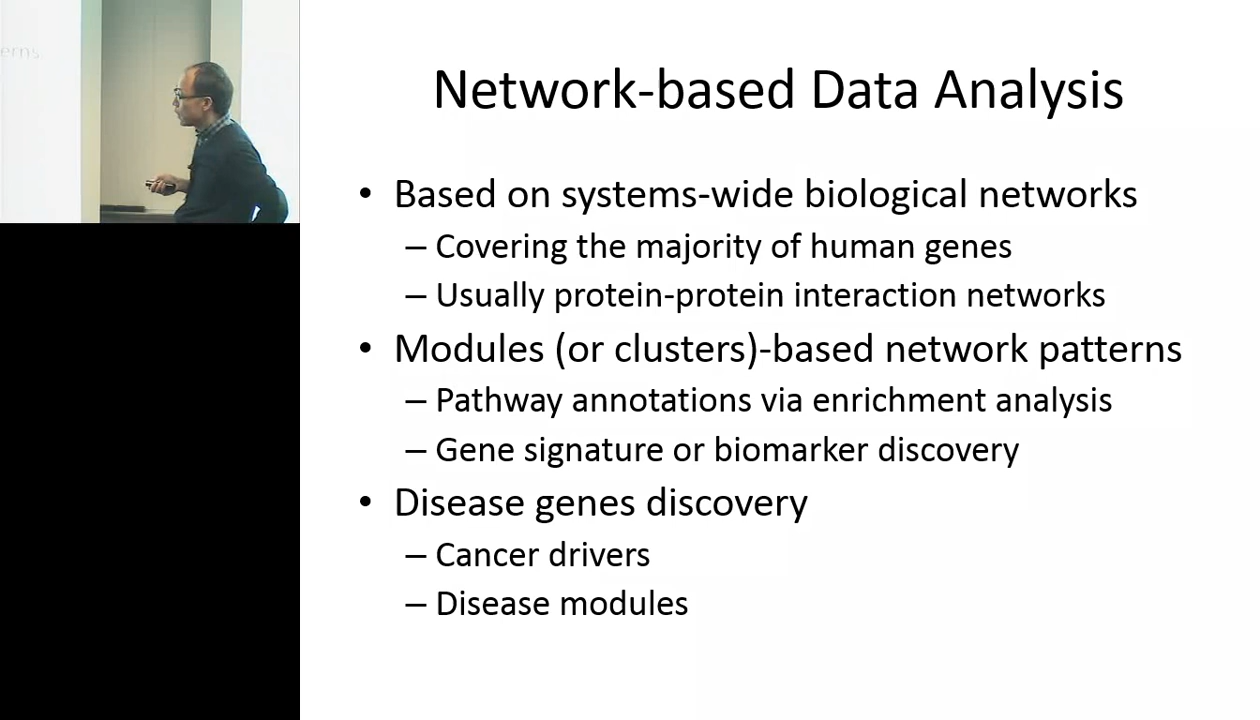 Network-based Data Analysis
• Based on systems-wide biological networks
– Covering the majority of human genes
– Usually protein-protein interaction networks
• Modules (or clusters)-based network patterns
– Pathway annotations via enrichment analysis
– Gene signature or biomarker discovery
• Disease genes discovery
– Cancer drivers
– Disease modules